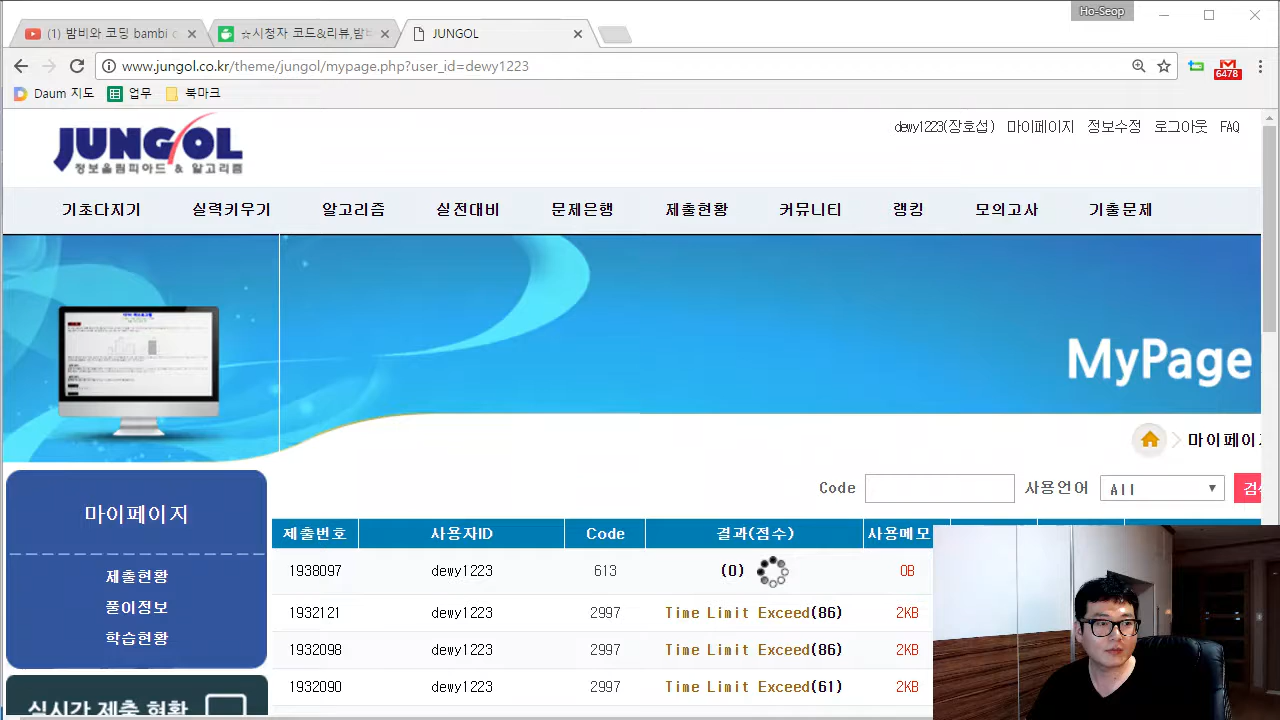 Ho-Seop
(1) 밤비와 코딩 bambi c
☆시청자 코드&리뷰,밤비
JUNGOL
www.jungol.co.kr/theme/jungol/mypage.php?user_id=dewy1223
6478
Daum 지도 업무 북마크
JUNGOL
정보올림피아드 & 알고리즘
dewy1223(장호섭) 마이페이지 정보수정 로그아웃 FAQ
기초다지기 실력키우기 알고리즘 실전대비 문제은행 제출현황 커뮤니티 랭킹 모의고사 기출문제
MyPage
마이페이지
Code 사용언어 All 검색
마이페이지
제출현황
풀이정보
학습현황
실시간 제출 현황
제출번호 사용자ID Code 결과(점수) 사용메모
1938097 dewy1223 613 (0) 0B
1932121 dewy1223 2997 Time Limit Exceed(86) 2KB
1932098 dewy1223 2997 Time Limit Exceed(86) 2KB
1932090 dewy1223 2997 Time Limit Exceed(61) 2KB